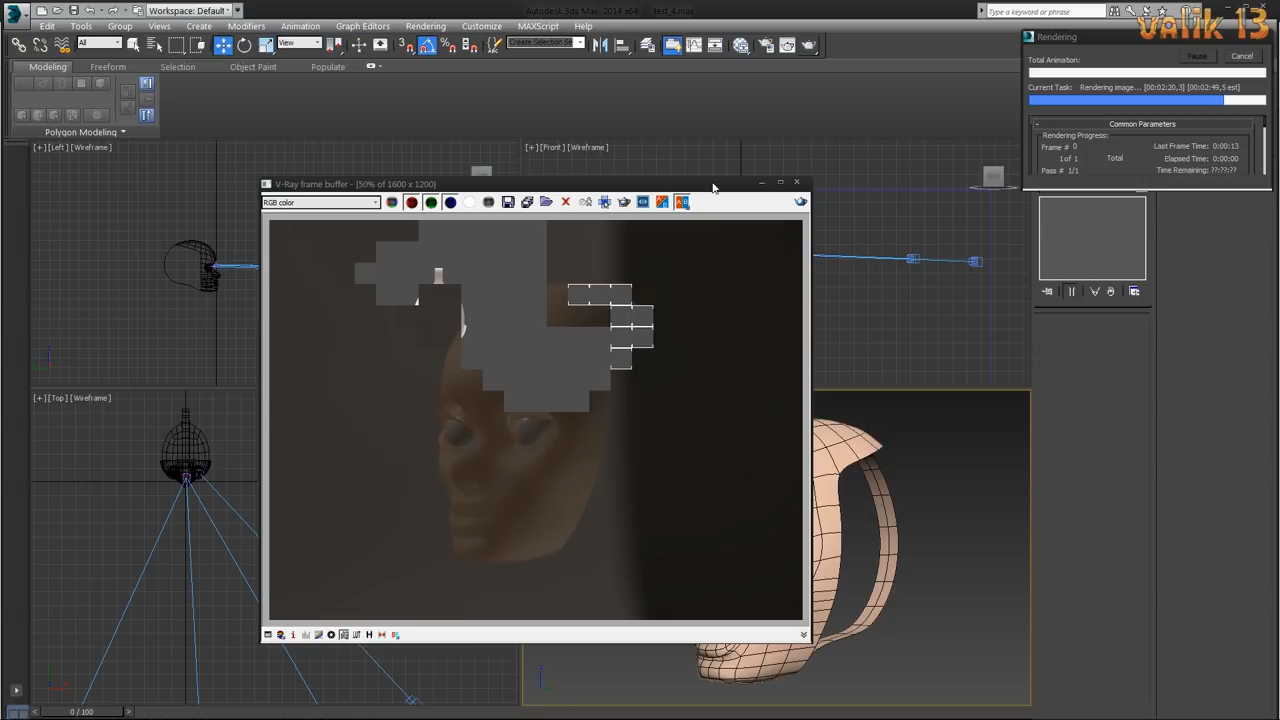 Workspace: Default
Autodesk 3ds Max 2014 x64 test_4.max
Type a keyword or phrase
valik 13
Edit Tools Group Views Create Modifiers Animation Graph Editors Rendering Customize MAXScript Help
All View 3 Create Selection Se
Modeling Freeform Selection Object Paint Populate
Polygon Modeling
Rendering
Total Animation:
Pause Cancel
Current Task: Rendering image... [00:02:20,3] [00:02:49,5 est]
- Common Parameters
Rendering Progress:
Frame # 0 Last Frame Time: 0:00:13
1 of 1 Total Elapsed Time: 0:00:00
Pass # 1/1 Time Remaining: ??:??:??
[+] [Left] [Wireframe]
[+] [Front] [Wireframe]
V-Ray frame buffer - [50% of 1600 x 1200]
RGB color
[+] [Top] [Wireframe]
0 / 100